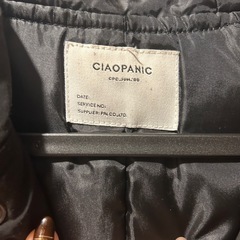 CIAOPANIC
DATE:
SERVICE NO:
SUPPLIER: PAL CO.,LTD.